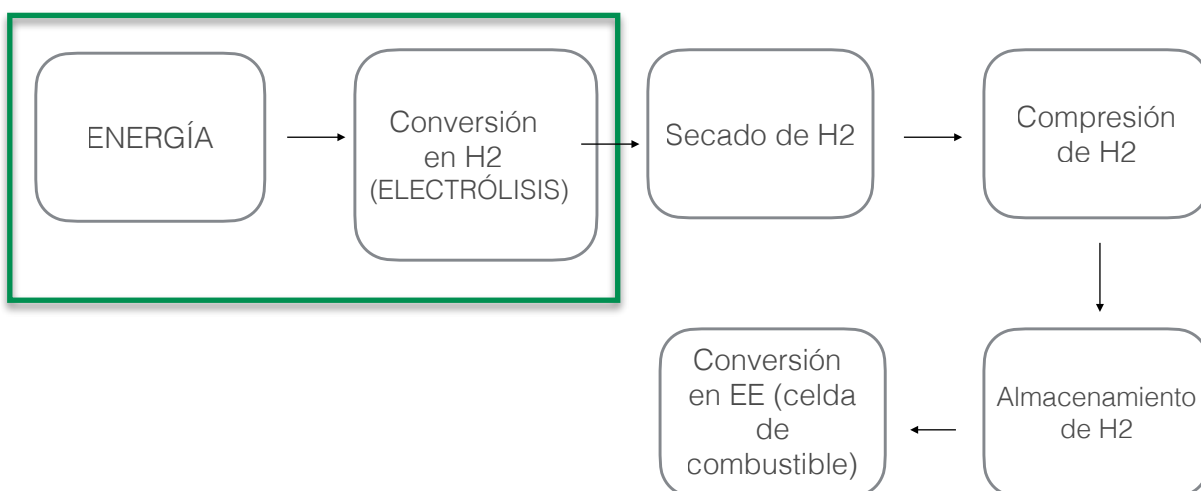 ENERGÍA
Conversión
en H2
(ELECTRÓLISIS)
Secado de H2
Compresión
de H2
Almacenamiento
de H2
Conversión
en EE (celda
de
combustible)